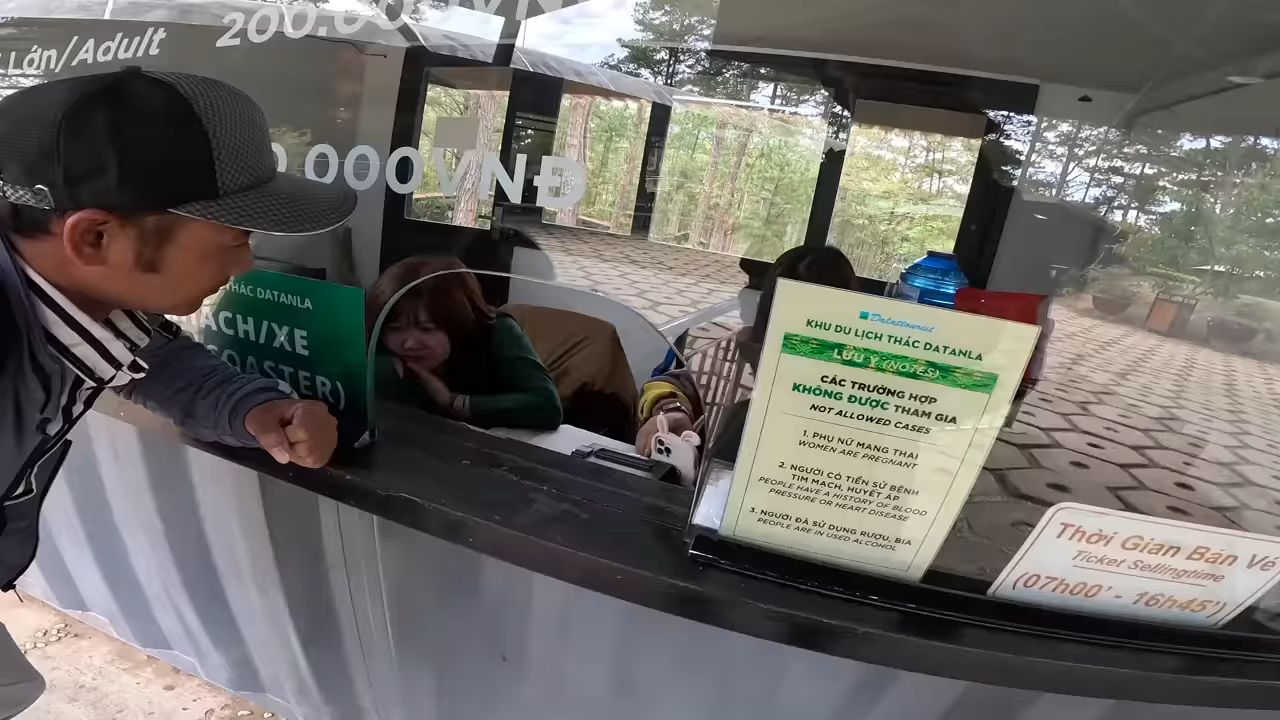 Lớn/Adult
200.000VNĐ
0.000VNĐ
THÁC DATANLA
MÁCH/XE
COASTER)
Dalattourist
KHU DU LỊCH THÁC DATANLA
LƯU Ý (NOTES)
CÁC TRƯỜNG HỢP
KHÔNG ĐƯỢC THAM GIA
NOT ALLOWED CASES
1. PHỤ NỮ MANG THAI
WOMEN ARE PREGNANT
2. NGƯỜI CÓ TIỀN SỬ BỆNH
TIM MẠCH, HUYẾT ÁP
PEOPLE HAVE A HISTORY OF BLOOD
PRESSURE OR HEART DISEASE
3. NGƯỜI ĐÃ SỬ DỤNG RƯỢU, BIA
PEOPLE ARE IN USED ALCOHOL
Thời Gian Bán Vé
Ticket Sellingtime
(07h00' - 16h45')